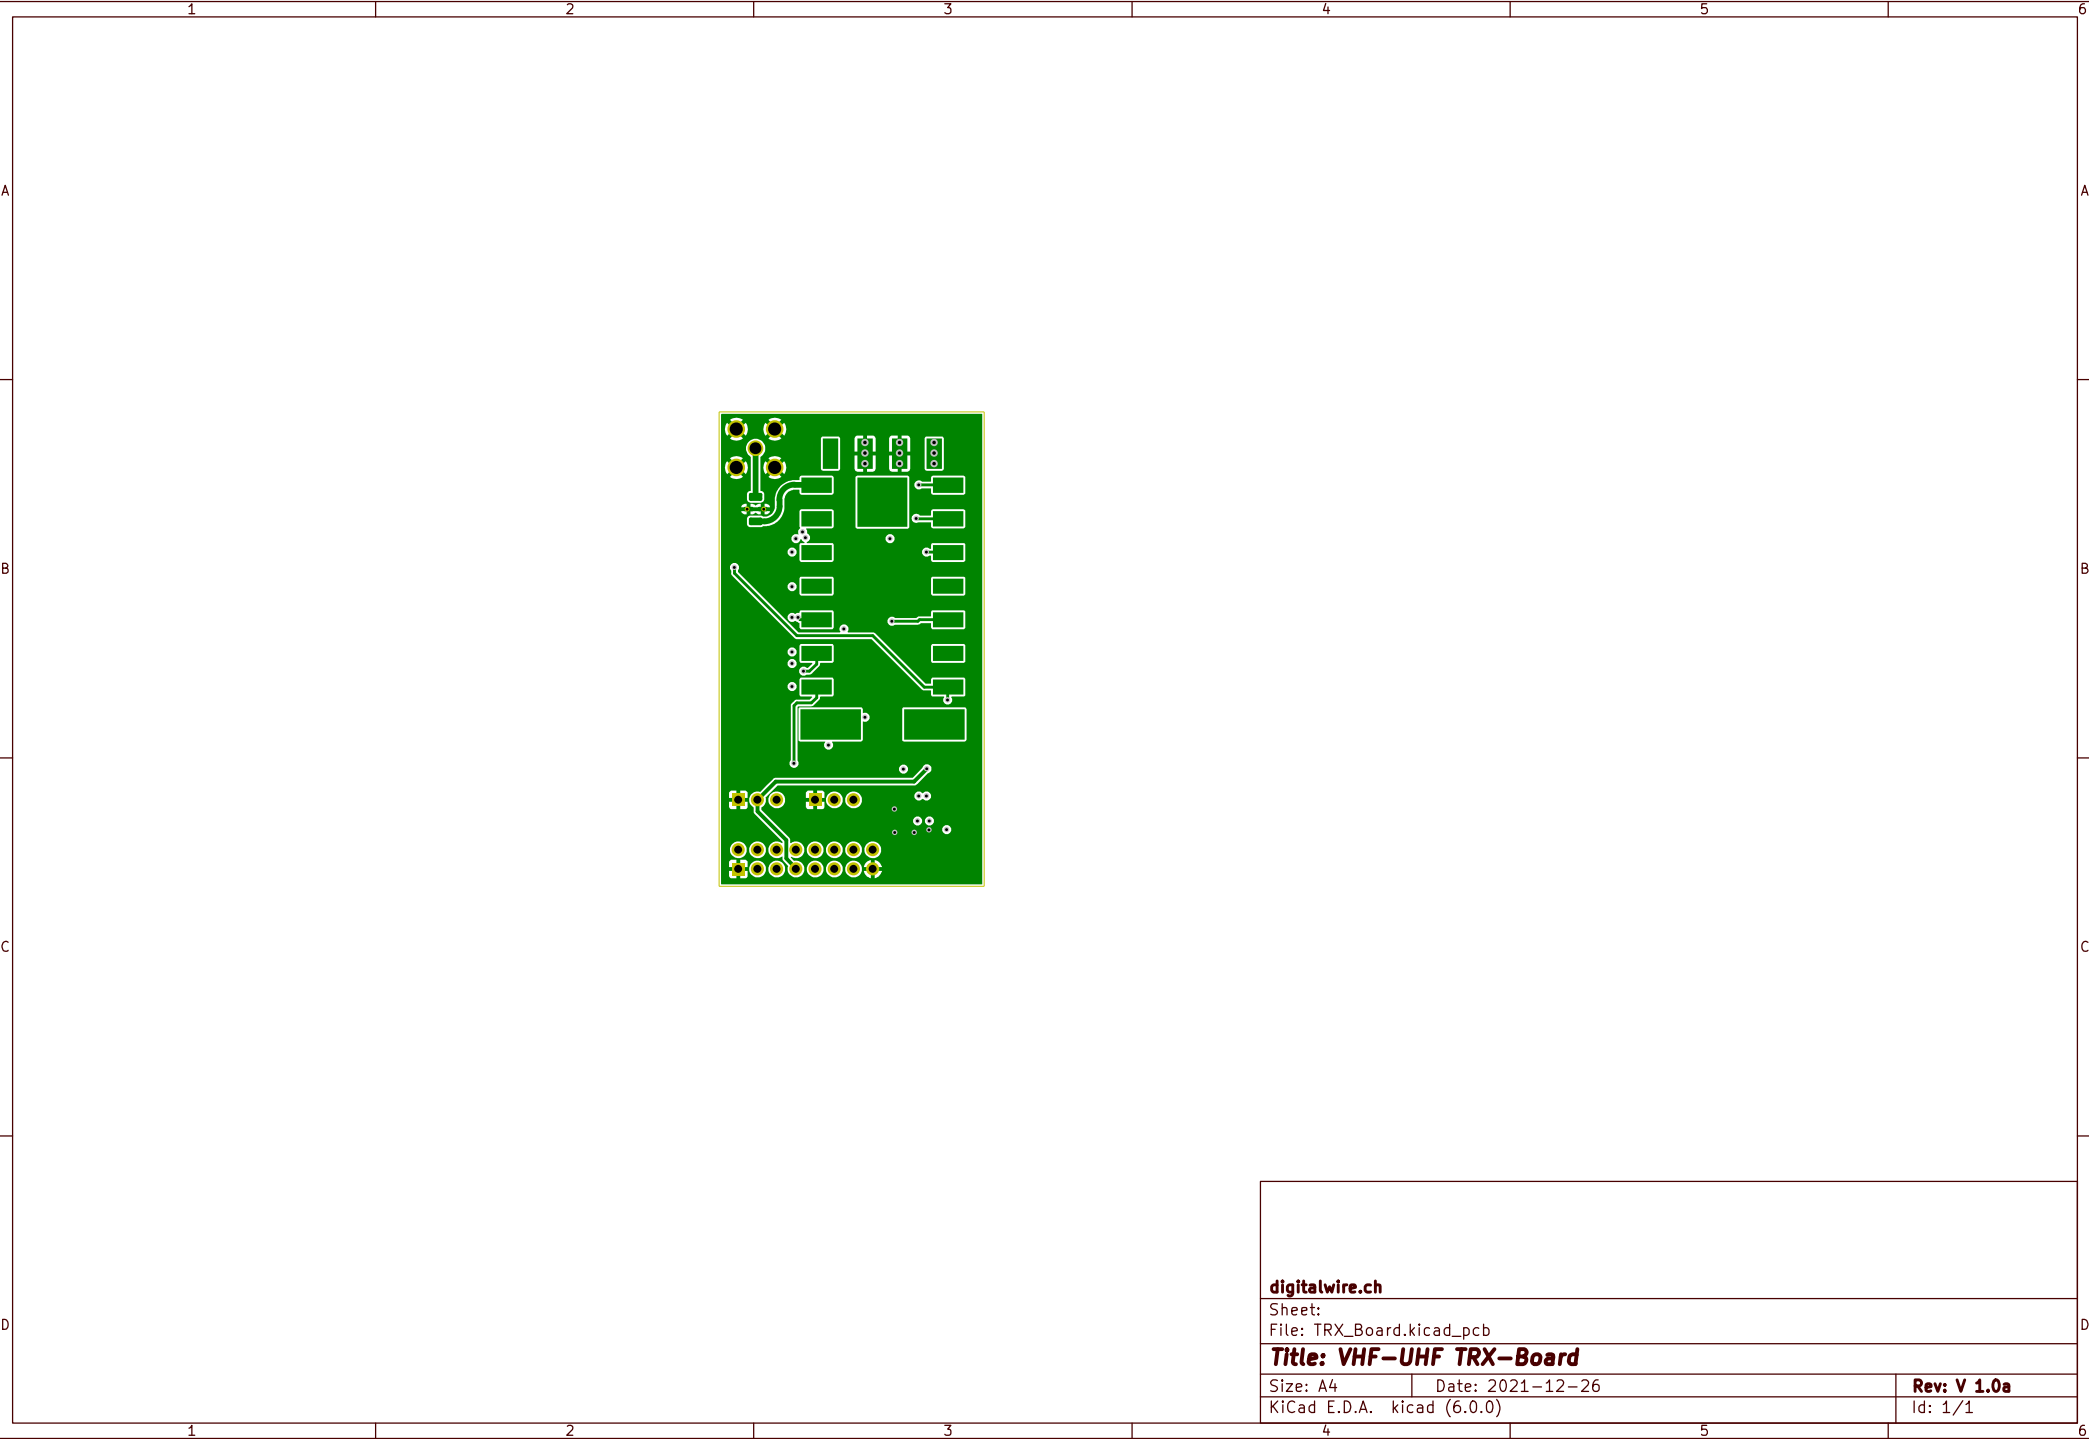 1 2 3 4 5 6
A A
B B
C C
digitalwire.ch
Sheet:
File: TRX_Board.kicad_pcb
D D
Title: VHF-UHF TRX-Board
Size: A4 Date: 2021-12-26 Rev: V 1.0a
KiCad E.D.A. kicad (6.0.0) Id: 1/1
1 2 3 4 5 6